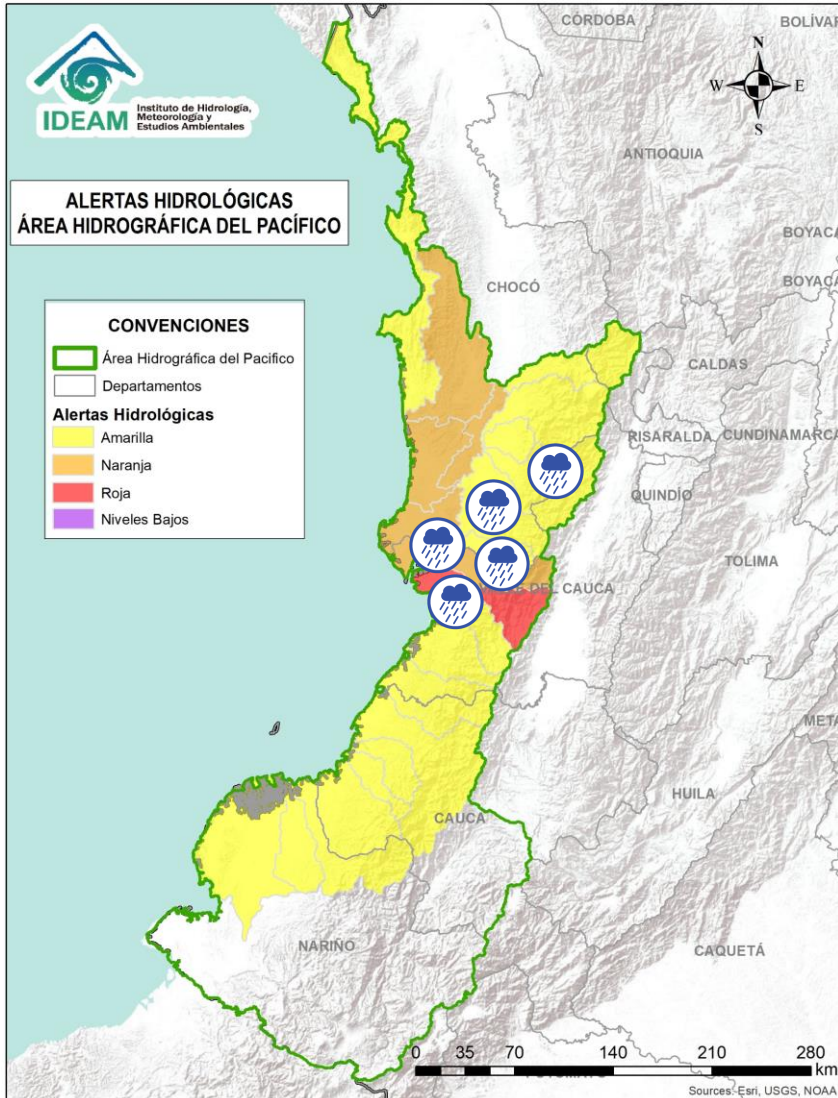 CÓRDOBA
BOLÍVAR
IDEAM
Instituto de Hidrología,
Meteorología y
Estudios Ambientales
N
W E
S
ANTIOQUIA
ALERTAS HIDROLÓGICAS
ÁREA HIDROGRÁFICA DEL PACÍFICO
BOYACÁ
BOYACÁ
CHOCÓ
CONVENCIONES
Área Hidrográfica del Pacifico
Departamentos
Alertas Hidrológicas
Amarilla
Naranja
Roja
Niveles Bajos
CALDAS
RISARALDA
CUNDINAMARCA
QUINDÍO
TOLIMA
DEL CAUCA
META
HUILA
CAUCA
NARIÑO
CAQUETÁ
0 35 70 140 210 280
km
Sources: Esri, USGS, NOAA